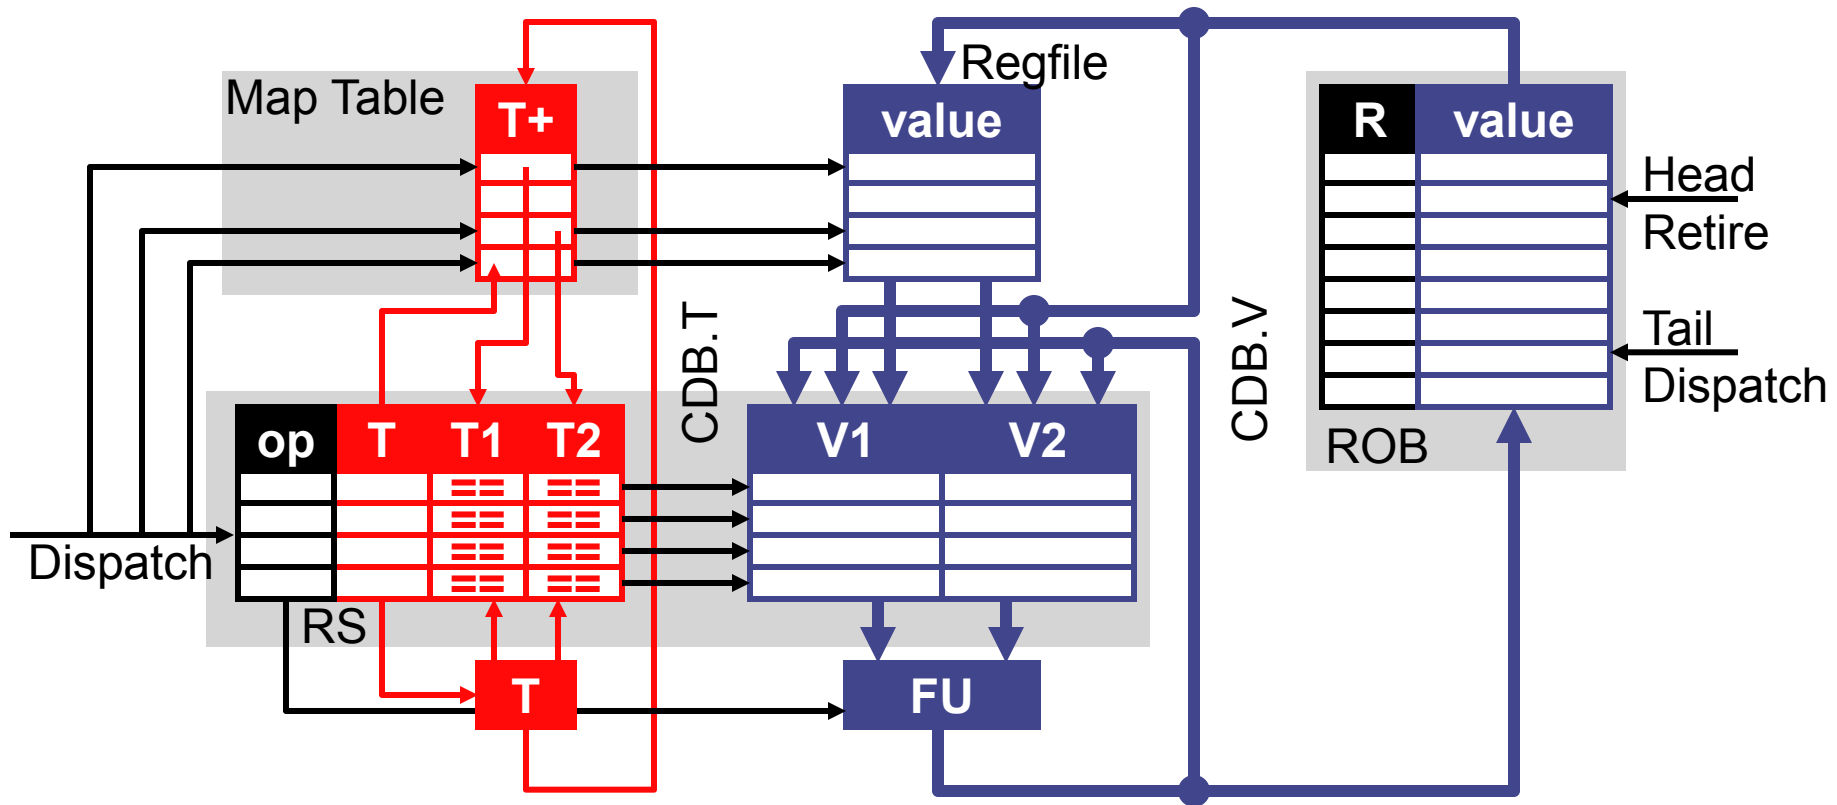 Regfile
Map Table
T+
value
R
value
Head
Retire
Tail
Dispatch
CDB.T
CDB.V
op
T
T1
T2
V1
V2
ROB
Dispatch
RS
T
FU